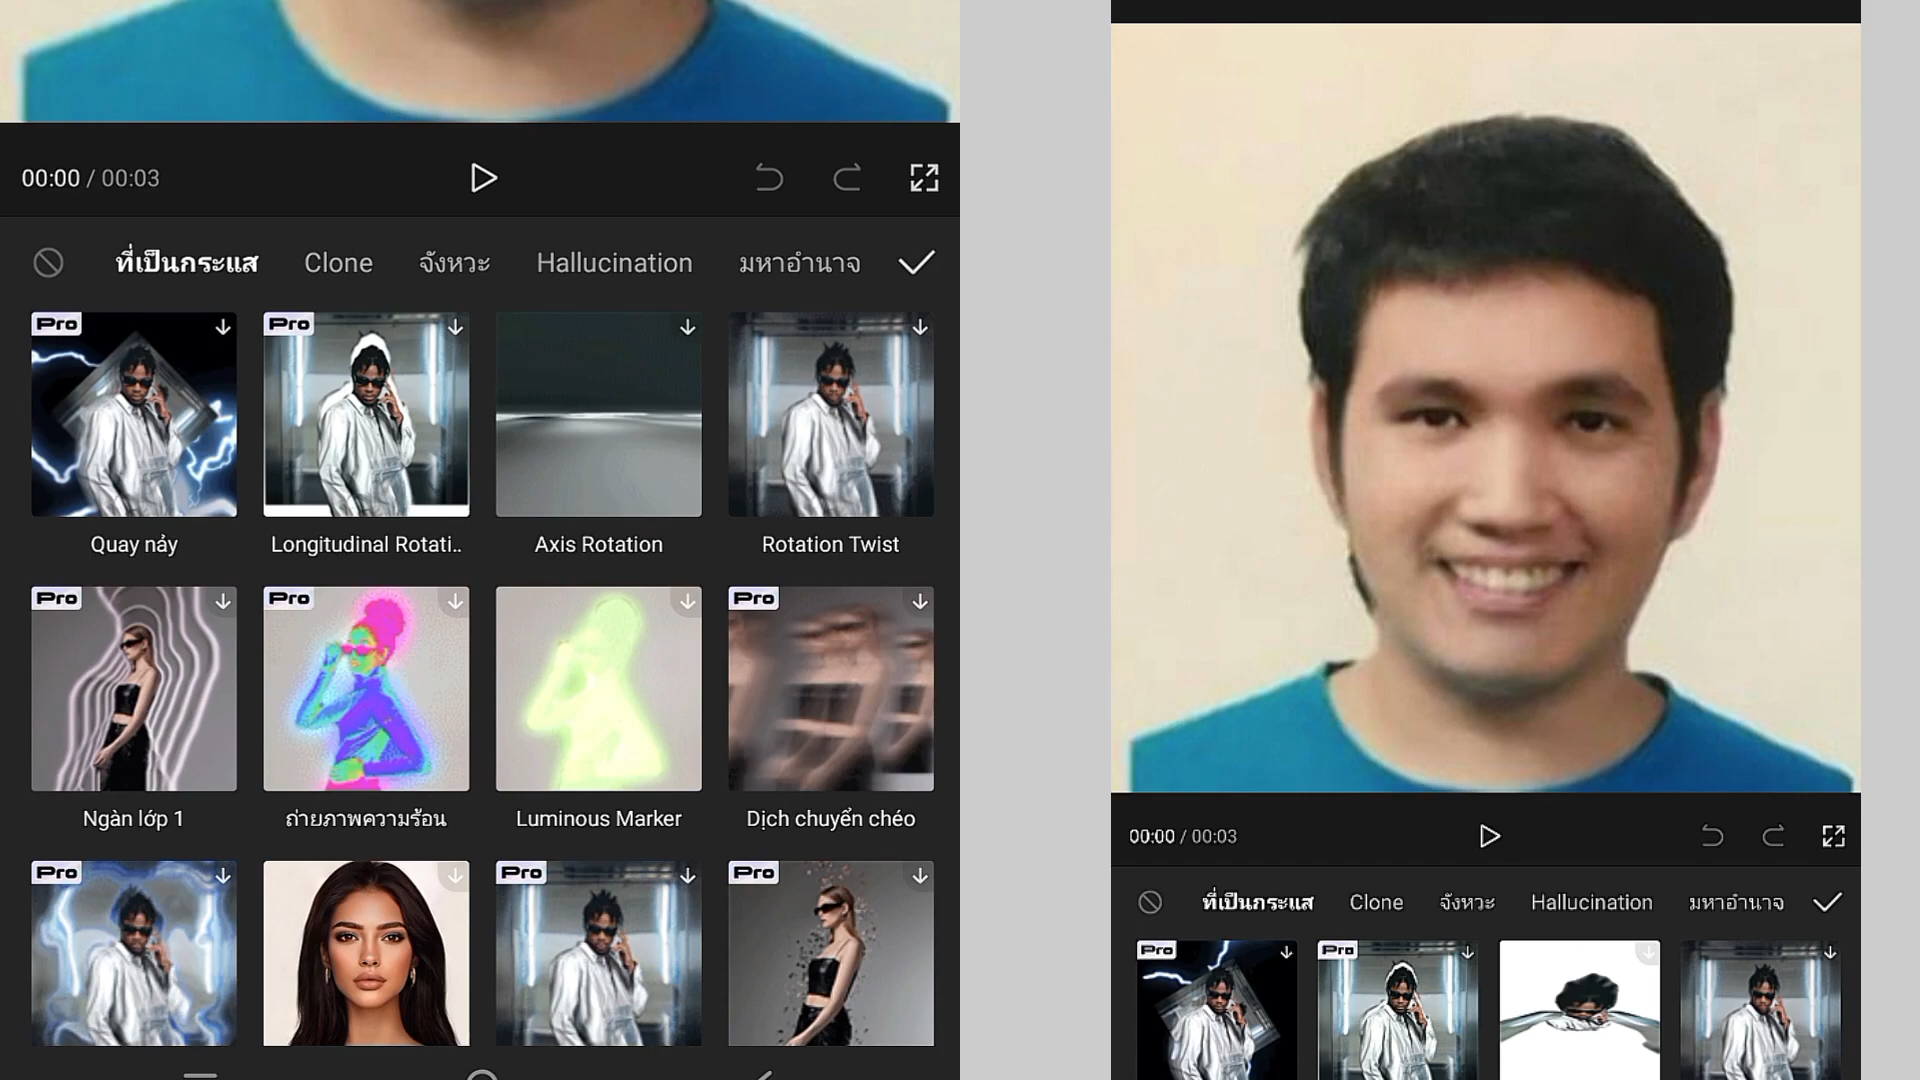 00:00 / 00:03
ที่เป็นกระแส Clone จังหวะ Hallucination มหาอำนาจ
Pro Pro
Quay nảy Longitudinal Rotati.. Axis Rotation Rotation Twist
Pro Pro Pro
Ngàn lớp 1 ถ่ายภาพความร้อน Luminous Marker Dịch chuyển chéo
Pro Pro Pro
00:00 / 00:03
ที่เป็นกระแส Clone จังหวะ Hallucination มหาอำนาจ
Pro Pro